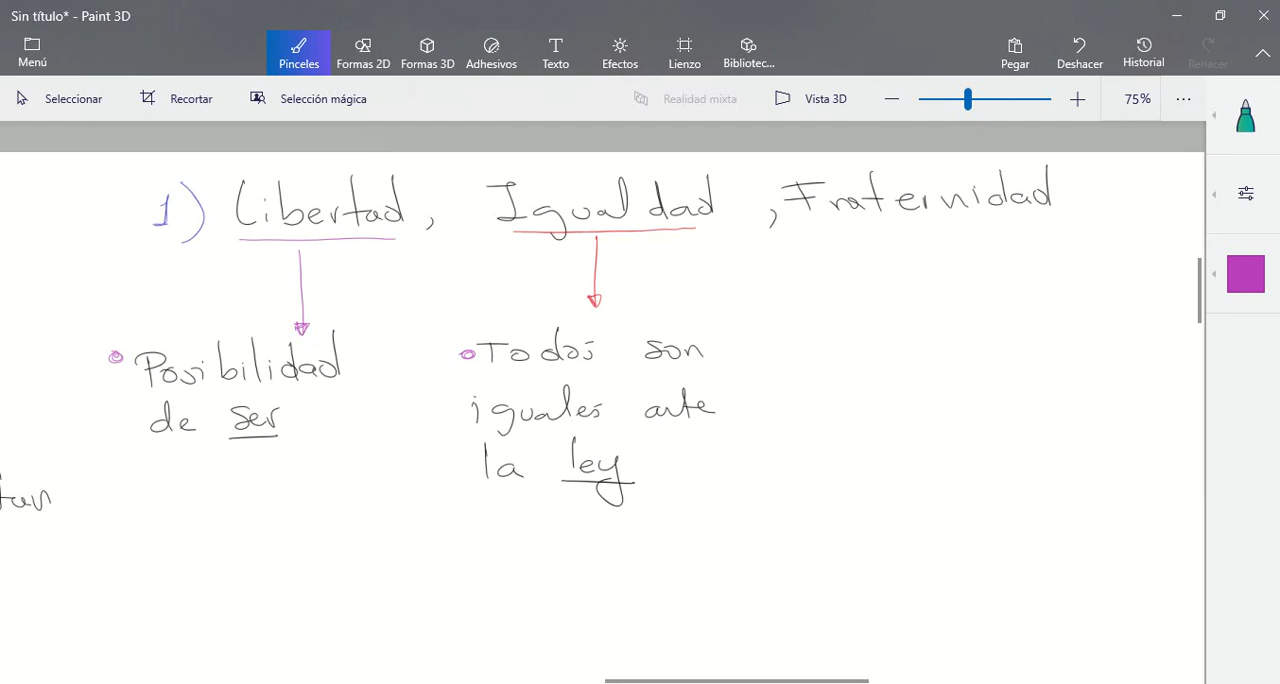 Sin título* - Paint 3D
Menú
Pinceles
Formas 2D
Formas 3D
Adhesivos
Texto
Efectos
Lienzo
Bibliotec...
Pegar
Deshacer
Historial
Rehacer
Seleccionar
Recortar
Selección mágica
Realidad mixta
Vista 3D
75%
1) Libertad, Igualdad , Fraternidad
Posibilidad
de ser
Todos son
iguales ante
la ley